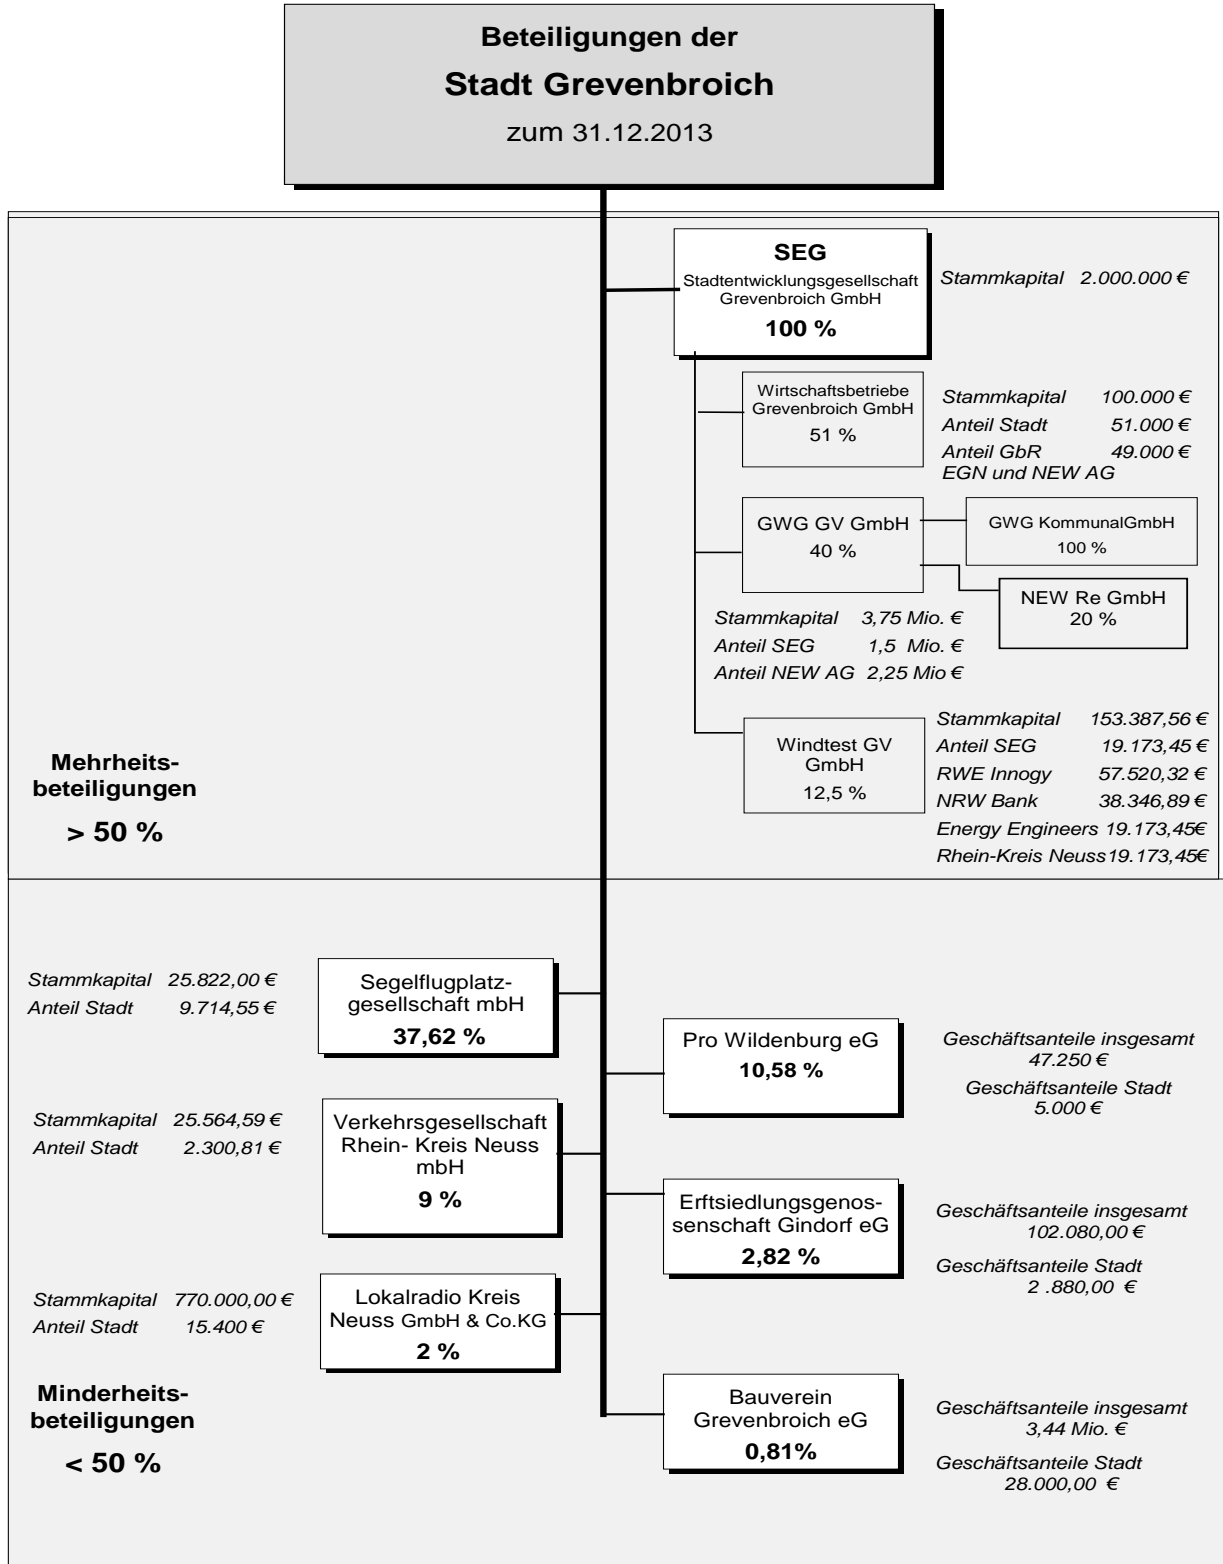 Beteiligungen der
Stadt Grevenbroich
zum 31.12.2013
SEG
Stadtentwicklungsgesellschaft
Grevenbroich GmbH
100 %
Stammkapital 2.000.000 €
Wirtschaftsbetriebe
Grevenbroich GmbH
51 %
Stammkapital 100.000 €
Anteil Stadt 51.000 €
Anteil GbR 49.000 €
EGN und NEW AG
GWG GV GmbH
40 %
GWG KommunalGmbH
100 %
NEW Re GmbH
20 %
Stammkapital 3,75 Mio. €
Anteil SEG 1,5 Mio. €
Anteil NEW AG 2,25 Mio €
Windtest GV
GmbH
12,5 %
Stammkapital 153.387,56 €
Anteil SEG 19.173,45 €
RWE Innogy 57.520,32 €
NRW Bank 38.346,89 €
Energy Engineers 19.173,45€
Rhein-Kreis Neuss19.173,45€
Mehrheits-
beteiligungen
> 50 %
Stammkapital 25.822,00 €
Anteil Stadt 9.714,55 €
Segelflugplatz-
gesellschaft mbH
37,62 %
Pro Wildenburg eG
10,58 %
Geschäftsanteile insgesamt
47.250 €
Geschäftsanteile Stadt
5.000 €
Stammkapital 25.564,59 €
Anteil Stadt 2.300,81 €
Verkehrsgesellschaft
Rhein- Kreis Neuss
mbH
9 %
Erftsiedlungsgenos-
senschaft Gindorf eG
2,82 %
Geschäftsanteile insgesamt
102.080,00 €
Geschäftsanteile Stadt
2 .880,00 €
Stammkapital 770.000,00 €
Anteil Stadt 15.400 €
Lokalradio Kreis
Neuss GmbH & Co.KG
2 %
Bauverein
Grevenbroich eG
0,81%
Geschäftsanteile insgesamt
3,44 Mio. €
Geschäftsanteile Stadt
28.000,00 €
Minderheits-
beteiligungen
< 50 %